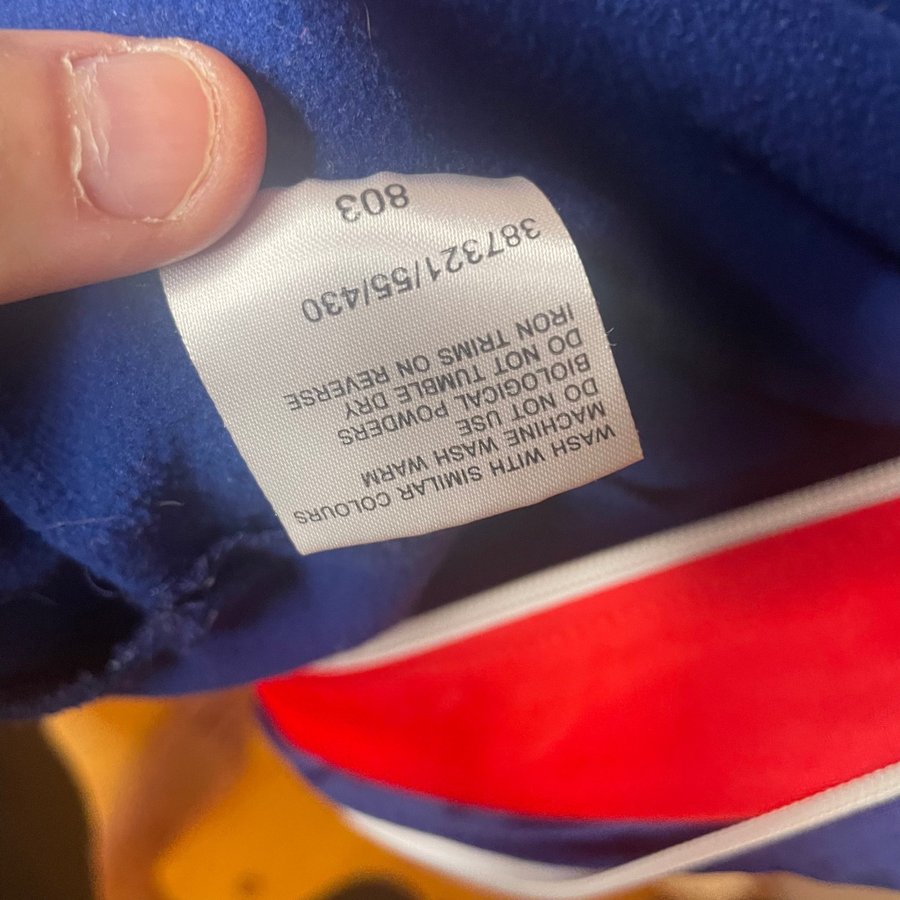 WASH WITH SIMILAR COLOURS
MACHINE WASH WARM
DO NOT USE
BIOLOGICAL POWDERS
DO NOT TUMBLE DRY
IRON TRIMS ON REVERSE
387321/55/430
803